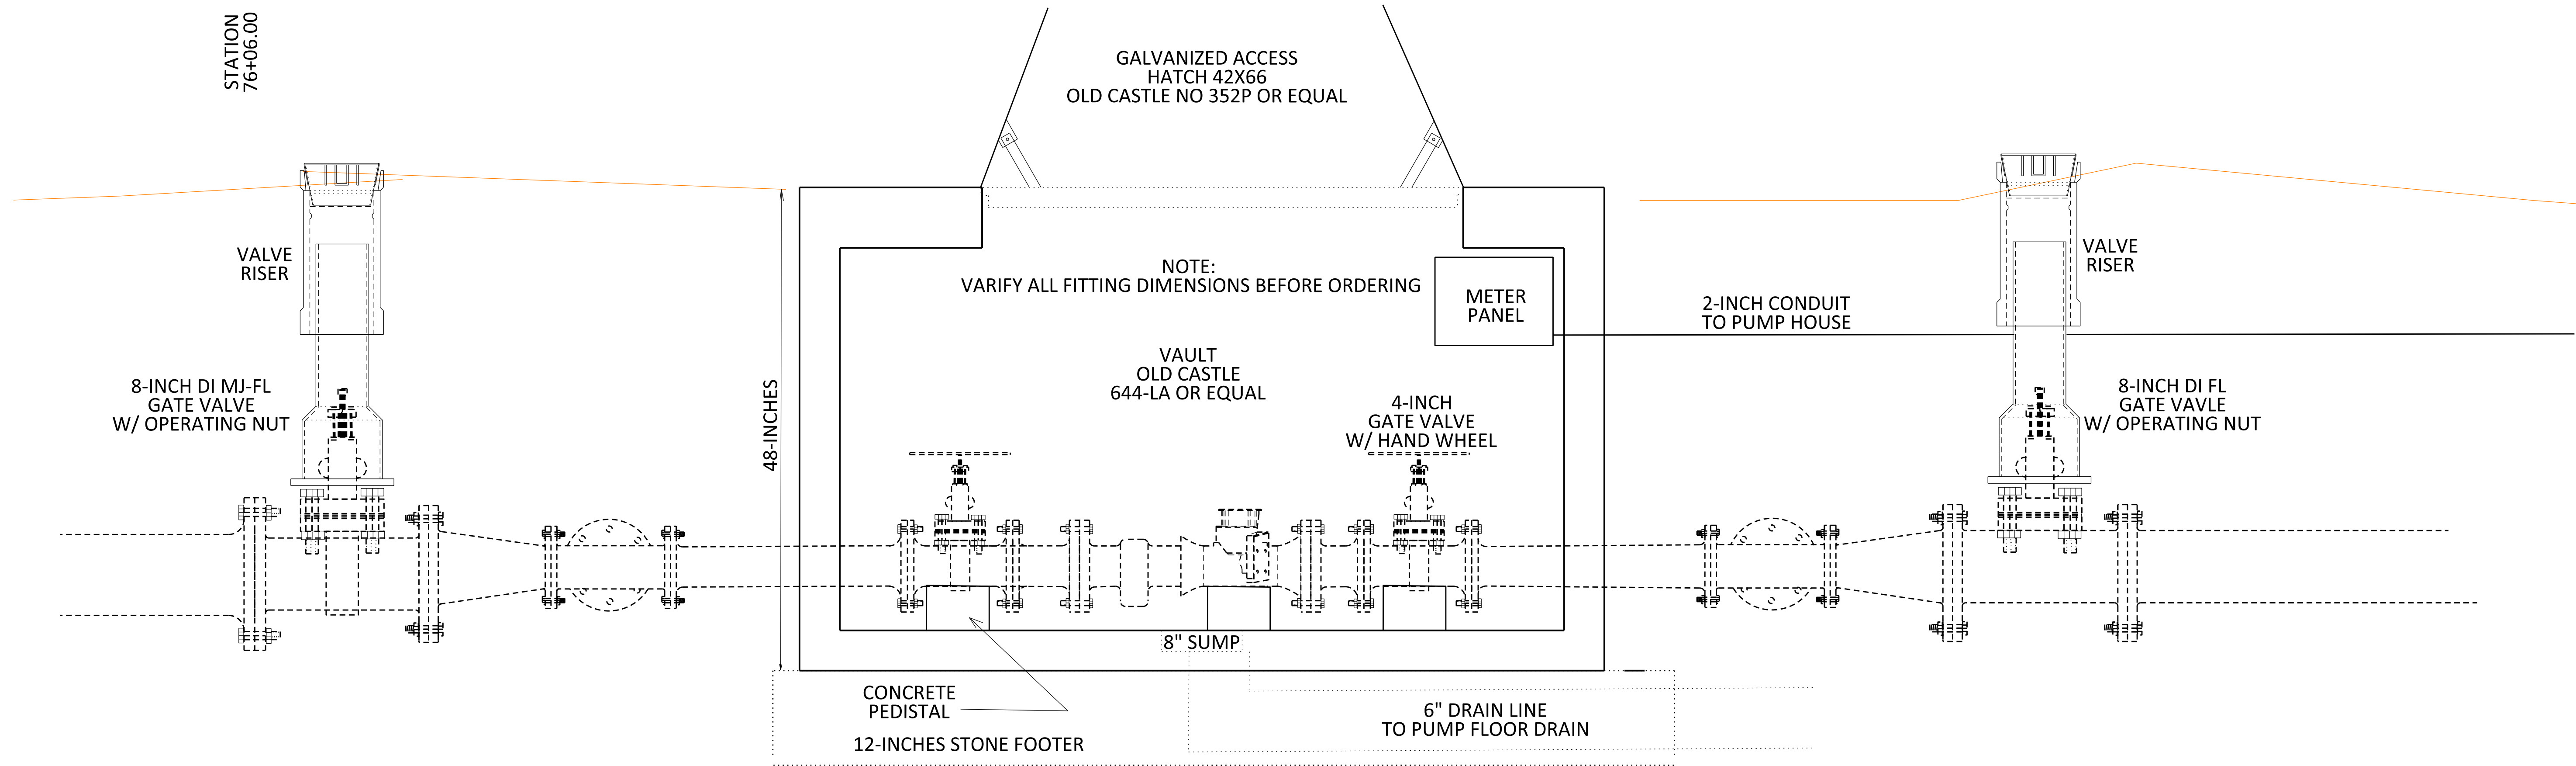 STATION
76+06.00
GALVANIZED ACCESS
HATCH 42X66
OLD CASTLE NO 352P OR EQUAL
VALVE
RISER
NOTE:
VARIFY ALL FITTING DIMENSIONS BEFORE ORDERING
METER
PANEL
2-INCH CONDUIT
TO PUMP HOUSE
VALVE
RISER
8-INCH DI MJ-FL
GATE VALVE
W/ OPERATING NUT
48-INCHES
VAULT
OLD CASTLE
644-LA OR EQUAL
4-INCH
GATE VALVE
W/ HAND WHEEL
8-INCH DI FL
GATE VAVLE
W/ OPERATING NUT
8" SUMP
CONCRETE
PEDISTAL
12-INCHES STONE FOOTER
6" DRAIN LINE
TO PUMP FLOOR DRAIN